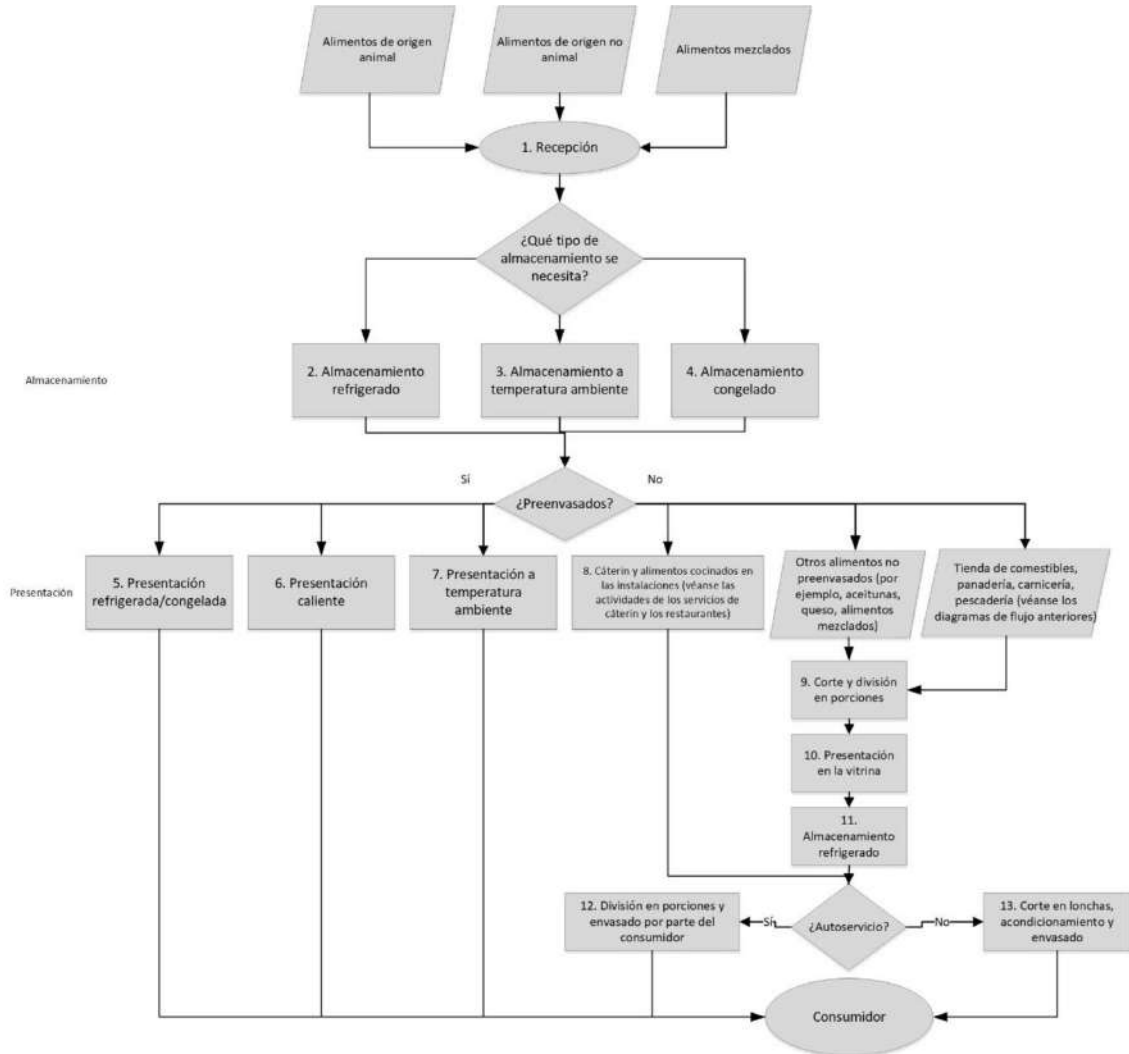 Alimentos de origen
animal
Alimentos de origen no
animal
Alimentos mezclados
1. Recepción
¿Qué tipo de
almacenamiento se
necesita?
Almacenamiento
2. Almacenamiento
refrigerado
3. Almacenamiento a
temperatura ambiente
4. Almacenamiento
congelado
Sí
No
¿Preenvasados?
Presentación
5. Presentación
refrigerada/congelada
6. Presentación
caliente
7. Presentación a
temperatura
ambiente
8. Cáterin y alimentos cocinados en
las instalaciones (véanse las
actividades de los servicios de
cáterin y los restaurantes)
Otros alimentos no
preenvasados (por
ejemplo, aceitunas,
queso, alimentos
mezclados)
Tienda de comestibles,
panadería, carnicería,
pescadería (véanse los
diagramas de flujo anteriores)
9. Corte y división
en porciones
10. Presentación
en la vitrina
11.
Almacenamiento
refrigerado
12. División en porciones y
envasado por parte del
consumidor
Sí
¿Autoservicio?
No
13. Corte en lonchas,
acondicionamiento y
envasado
Consumidor